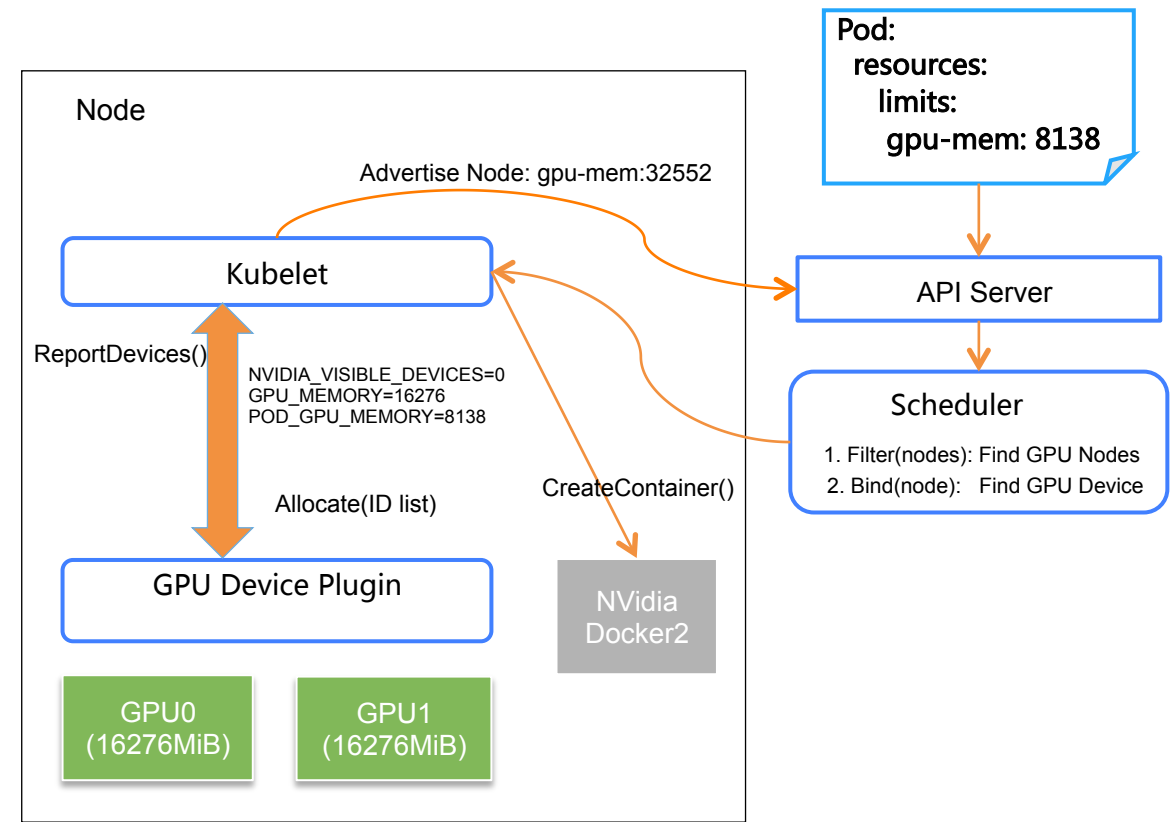 Pod:
resources:
limits:
gpu-mem: 8138
Node
Advertise Node: gpu-mem:32552
Kubelet
API Server
ReportDevices()
NVIDIA_VISIBLE_DEVICES=0
GPU_MEMORY=16276
POD_GPU_MEMORY=8138
Scheduler
1. Filter(nodes): Find GPU Nodes
2. Bind(node): Find GPU Device
Allocate(ID list)
CreateContainer()
GPU Device Plugin
NVidia
Docker2
GPU0
(16276MiB)
GPU1
(16276MiB)